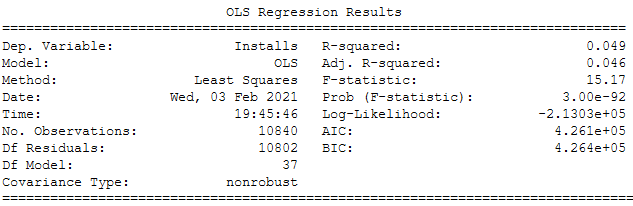 OLS Regression Results
==============================================================================
Dep. Variable: Installs R-squared: 0.049
Model: OLS Adj. R-squared: 0.046
Method: Least Squares F-statistic: 15.17
Date: Wed, 03 Feb 2021 Prob (F-statistic): 3.00e-92
Time: 19:45:46 Log-Likelihood: -2.1303e+05
No. Observations: 10840 AIC: 4.261e+05
Df Residuals: 10802 BIC: 4.264e+05
Df Model: 37
Covariance Type: nonrobust
==============================================================================